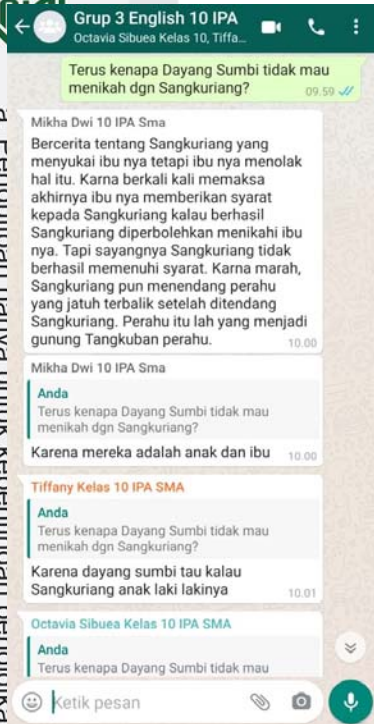 Grup 3 English 10 IPA
Octavia Sibuea Kelas 10, Tiffa...
Terus kenapa Dayang Sumbi tidak mau
menikah dgn Sangkuriang?
09.59
Mikha Dwi 10 IPA Sma
Bercerita tentang Sangkuriang yang
menyukai ibu nya tetapi ibu nya menolak
hal itu. Karna berkali kali memaksa
akhirnya ibu nya memberikan syarat
kepada Sangkuriang kalau berhasil
Sangkuriang diperbolehkan menikahi ibu
nya. Tapi sayangnya Sangkuriang tidak
berhasil memenuhi syarat. Karna marah,
Sangkuriang pun menendang perahu
yang jatuh terbalik setelah ditendang
Sangkuriang. Perahu itu lah yang menjadi
gunung Tangkuban perahu.
10.00
Mikha Dwi 10 IPA Sma
Anda
Terus kenapa Dayang Sumbi tidak mau
menikah dgn Sangkuriang?
Karena mereka adalah anak dan ibu
10.00
Tiffany Kelas 10 IPA SMA
Anda
Terus kenapa Dayang Sumbi tidak mau
menikah dgn Sangkuriang?
Karena dayang sumbi tau kalau
Sangkuriang anak laki lakinya
10.01
Octavia Sibuea Kelas 10 IPA SMA
Anda
Terus kenapa Dayang Sumbi tidak mau
Ketik pesan